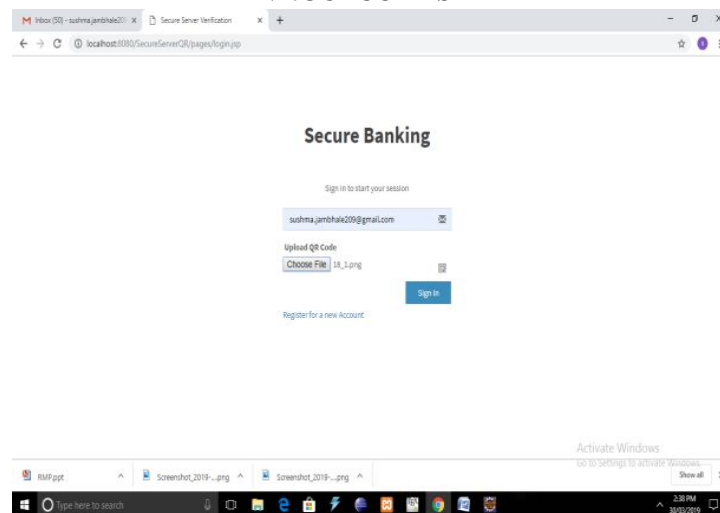 Inbox (50) - sushma.jambhale20
Secure Server Verification
localhost:8080/SecureServerQR/pages/login.jsp
Secure Banking
Sign in to start your session
sushma.jambhale209@gmail.com
Upload QR Code
Choose File 18_1.png
Sign In
Register for a new Account
Activate Windows
Go to Settings to activate Windows.
RMP.ppt
Screenshot_2019-....png
Screenshot_2019-....png
Show all
Type here to search
2:38 PM
30/03/2019